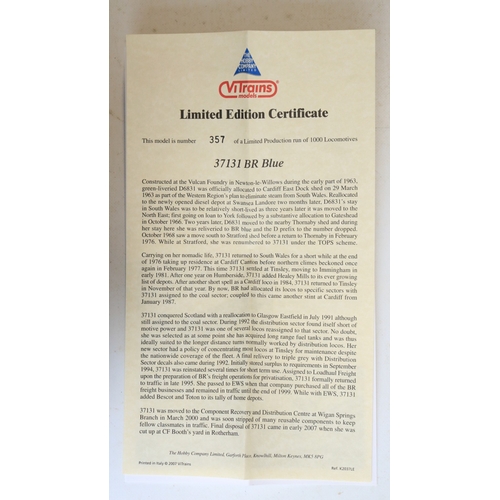 THE HOBBY COMPANY LIMITED
ViTrains
models
Limited Edition Certificate
This model is number 357 of a Limited Production run of 1000 Locomotives
37131 BR Blue
Constructed at the Vulcan Foundry in Newton-le-Willows during the early part of 1963,
green-liveried D6831 was officially allocated to Cardiff East Dock shed on 29 March
1963 as part of the Western Region's plan to eliminate steam from South Wales. Reallocated
to the newly opened diesel depot at Swansea Landore two months later, D6831's stay
in South Wales was to be relatively short-lived as three years later it was moved to the
North East; first going on loan to York followed by a substantive allocation to Gateshead
in October 1966. Two years later, D6831 moved to the nearby Thornaby shed and during
her stay here she was reliveried to BR blue and the D prefix to the number dropped.
October 1968 saw a move south to Stratford shed before a return to Thornaby in February
1976. While at Stratford, she was renumbered to 37131 under the TOPS scheme.
Carrying on her nomadic life, 37131 returned to South Wales for a short while at the end
of 1976 taking up residence at Cardiff Canton before northern climes beckoned once
again in February 1977. This time 37131 settled at Tinsley, moving to Immingham in
early 1981. After one year on Humberside, 37131 added Healey Mills to its ever growing
list of depots. After another short spell as a Cardiff loco in 1984, 37131 returned to Tinsley
in November of that year. By now, BR had allocated its locos to specific sectors with
37131 assigned to the coal sector; coupled to this came another stint at Cardiff from
January 1987.
37131 conquered Scotland with a reallocation to Glasgow Eastfield in July 1991 although
still assigned to the coal sector. During 1992 the distribution sector found itself short of
motive power and 37131 was one of several locos reassigned to that sector. No doubt,
she was selected as at some point she has acquired long range fuel tanks and was thus
ideally suited to the longer distance turns normally worked by distribution locos. Her
new sector had a policy of concentrating most locos at Tinsley for maintenance despite
the nationwide coverage of the fleet. A final delivery to triple grey with Distribution
Sector decals also came during 1992. Initially stored surplus to requirements in September
1994, 37131 was reinstated several times for short term use. Assigned to Loadhaul Freight
upon the preparation of BR's freight operations for privatisation, 37131 formally returned
to traffic in late 1995. She passed to EWS when that company purchased all of the BR
freight businesses and remained in traffic until the end of 1999. While with EWS, 37131
added Bescot and Toton to its tally of home depots.
37131 was moved to the Component Recovery and Distribution Centre at Wigan Springs
Branch in March 2000 and was soon stripped of many reusable components to keep
fellow classmates in traffic. Final disposal of 37131 came in early 2007 when she was
cut up at CF Booth's yard in Rotherham.
The Hobby Company Limited, Garforth Place, Knowlhill, Milton Keynes, MK5 8PG
Printed in Italy © 2007 ViTrains
Ref.